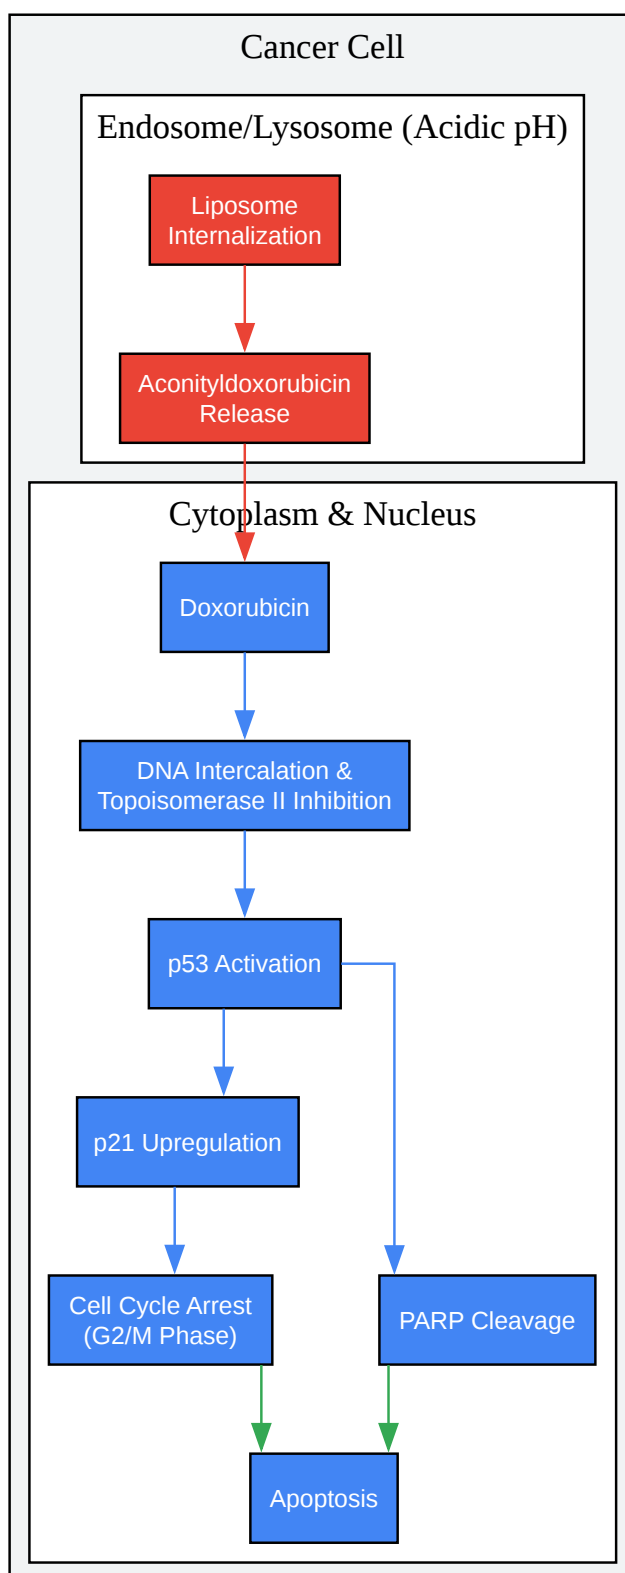 Cancer Cell
Endosome/Lysosome (Acidic pH)
Liposome
Internalization
Aconityldoxorubicin
Release
Cytoplasm & Nucleus
Doxorubicin
DNA Intercalation &
Topoisomerase II Inhibition
p53 Activation
p21 Upregulation
Cell Cycle Arrest
(G2/M Phase)
PARP Cleavage
Apoptosis